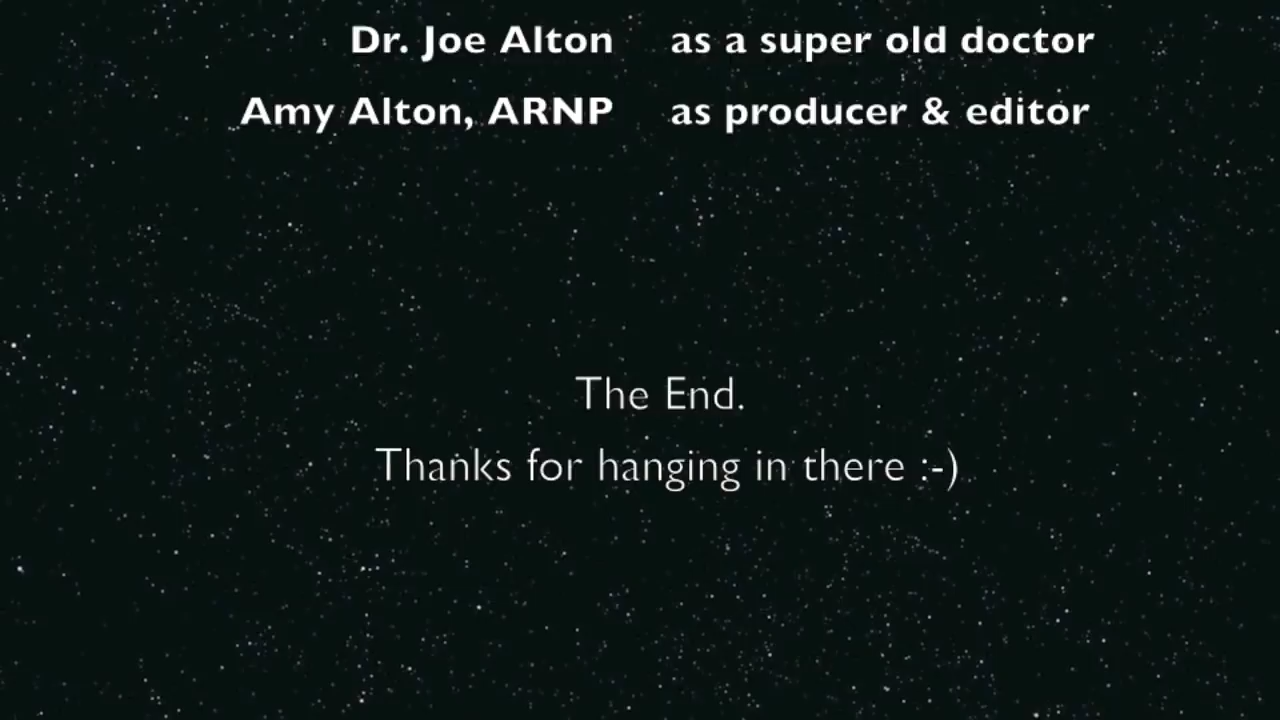 Dr. Joe Alton as a super old doctor
Amy Alton, ARNP as producer & editor
The End.
Thanks for hanging in there :-)